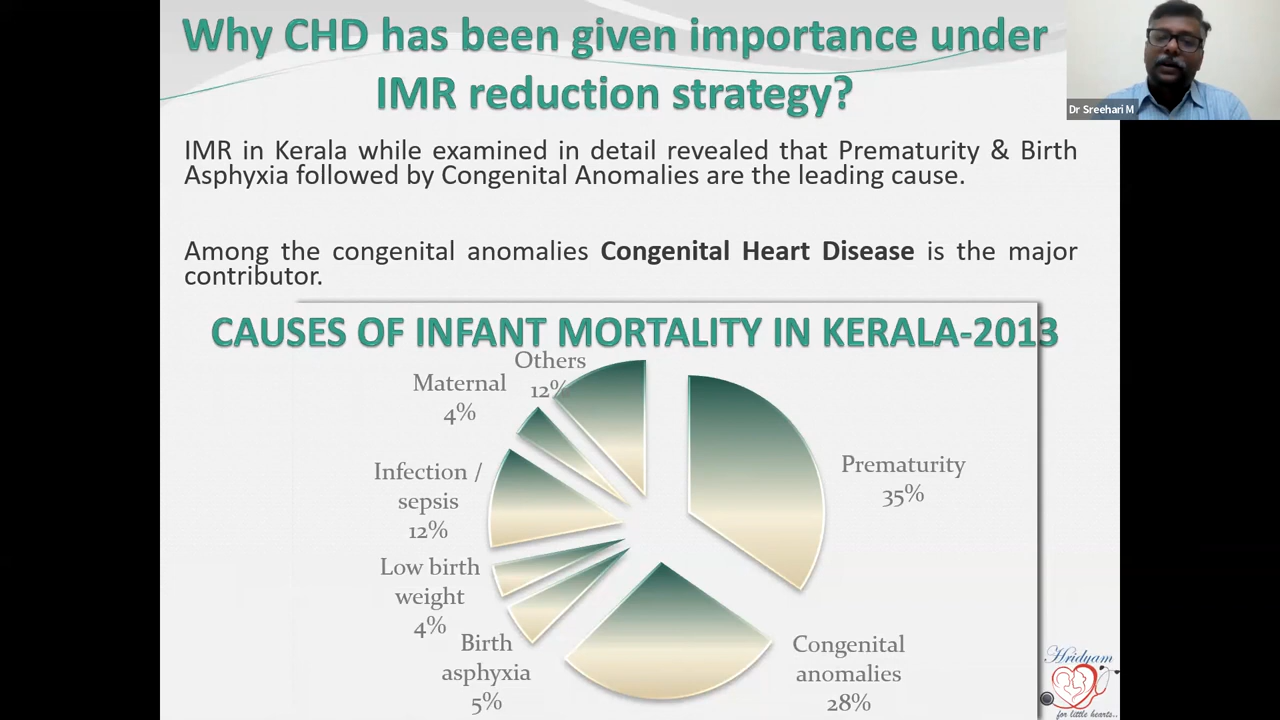 Why CHD has been given importance under
IMR reduction strategy?
Dr Sreehari M
IMR in Kerala while examined in detail revealed that Prematurity & Birth
Asphyxia followed by Congenital Anomalies are the leading cause.
Among the congenital anomalies Congenital Heart Disease is the major
contributor.
CAUSES OF INFANT MORTALITY IN KERALA-2013
Others
12%
Maternal
4%
Prematurity
35%
Infection /
sepsis
12%
Low birth
weight
4%
Birth
asphyxia
5%
Congenital
anomalies
28%
Hridyam
for little hearts..